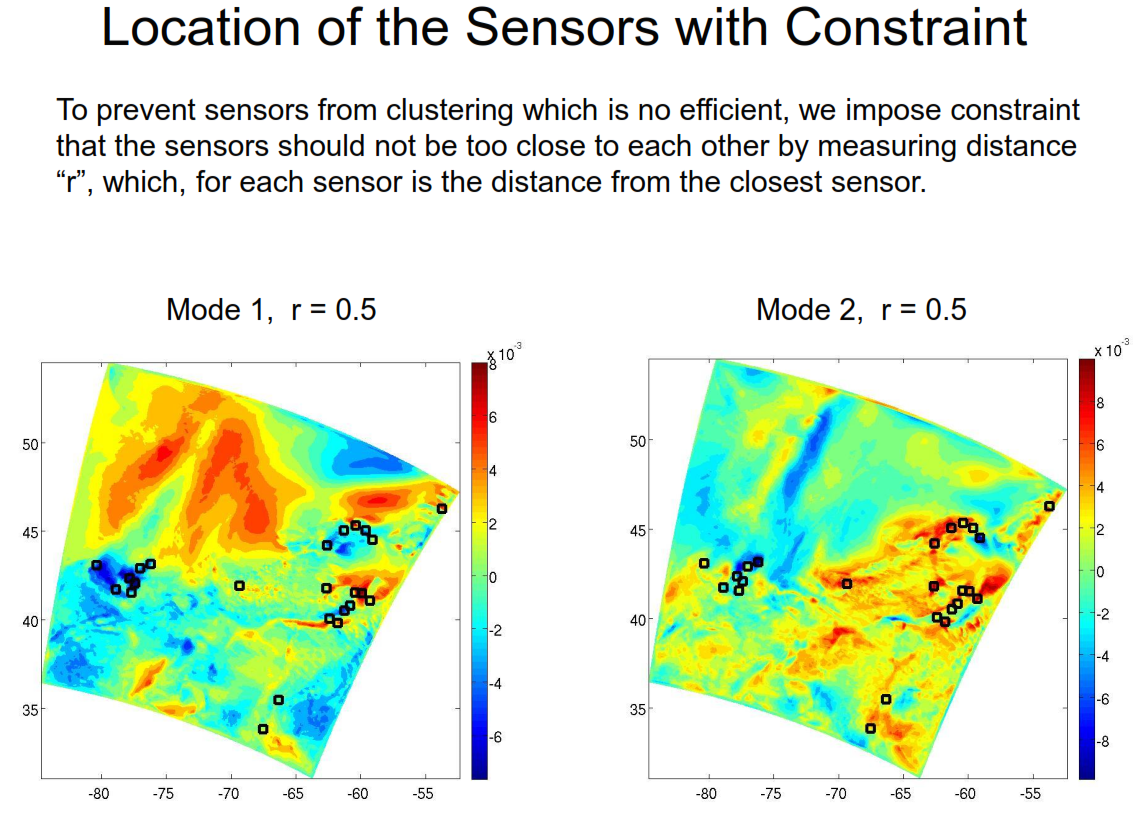 Location of the Sensors with Constraint
To prevent sensors from clustering which is no efficient, we impose constraint
that the sensors should not be too close to each other by measuring distance
“r”, which, for each sensor is the distance from the closest sensor.
Mode 1, r = 0.5
Mode 2, r = 0.5
x 10-3
8
6
4
2
0
-2
-4
-6
50
45
40
35
-80 -75 -70 -65 -60 -55
x 10-3
8
6
4
2
0
-2
-4
-6
-8
50
45
40
35
-80 -75 -70 -65 -60 -55